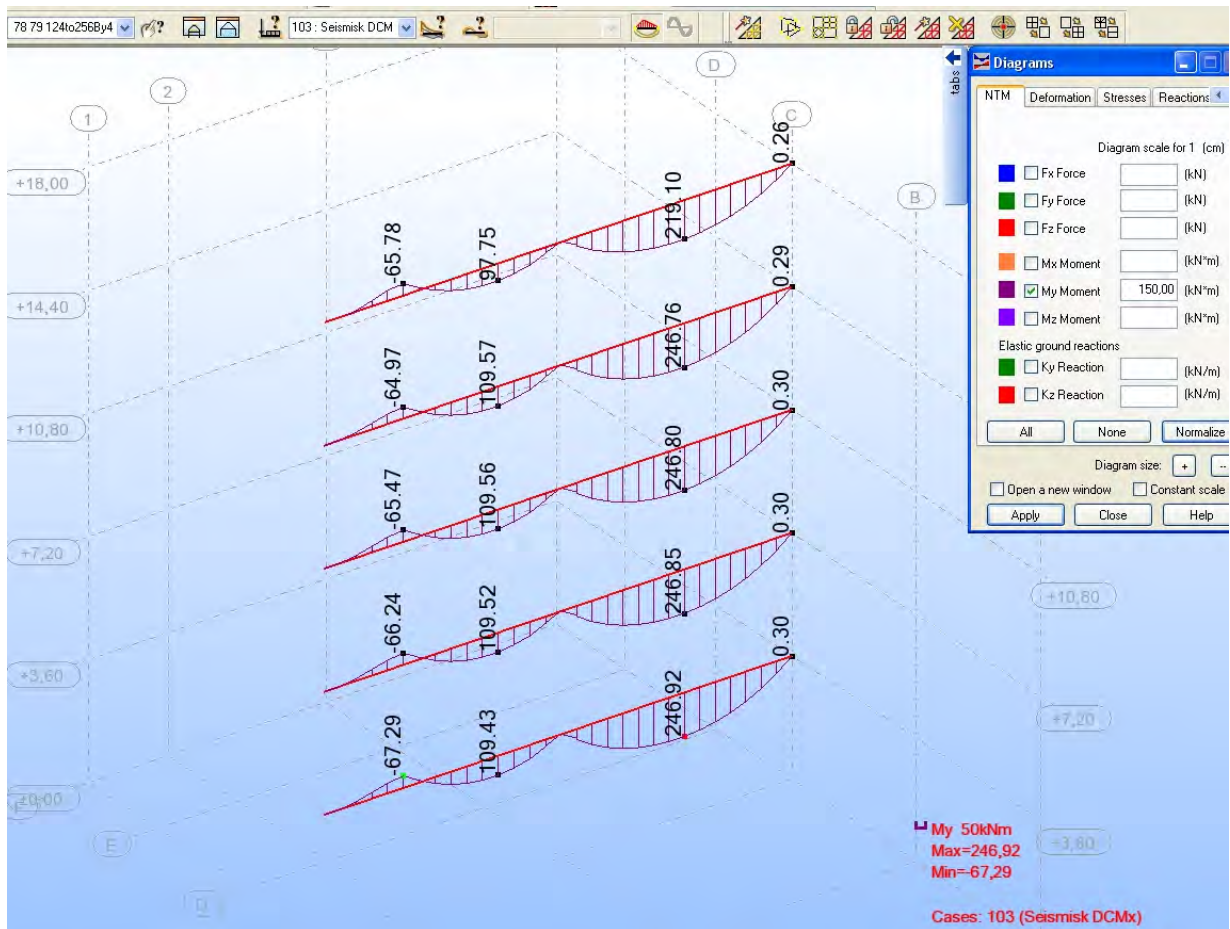 78 79 124to256By4
103 : Seismisk DCM
tabs
Diagrams
NTM
Deformation
Stresses
Reactions
Diagram scale for 1 (cm)
Fx Force (kN)
Fy Force (kN)
Fz Force (kN)
Mx Moment (kN*m)
My Moment 150,00 (kN*m)
Mz Moment (kN*m)
Elastic ground reactions
Ky Reaction (kN/m)
Kz Reaction (kN/m)
All
None
Normalize
Diagram size: + --
Open a new window
Constant scale
Apply
Close
Help
1
2
D
C
B
+18,00
+14,40
+10,80
+7,20
+3,60
±0,00
E
D
+10,80
+7,20
+3,60
-65.78
97.75
219.10
0.26
-64.97
109.57
246.76
0.29
-65.47
109.56
246.80
0.30
-66.24
109.52
246.85
0.30
-67.29
109.43
246.92
0.30
My 50kNm
Max=246,92
Min=-67,29
Cases: 103 (Seismisk DCMx)